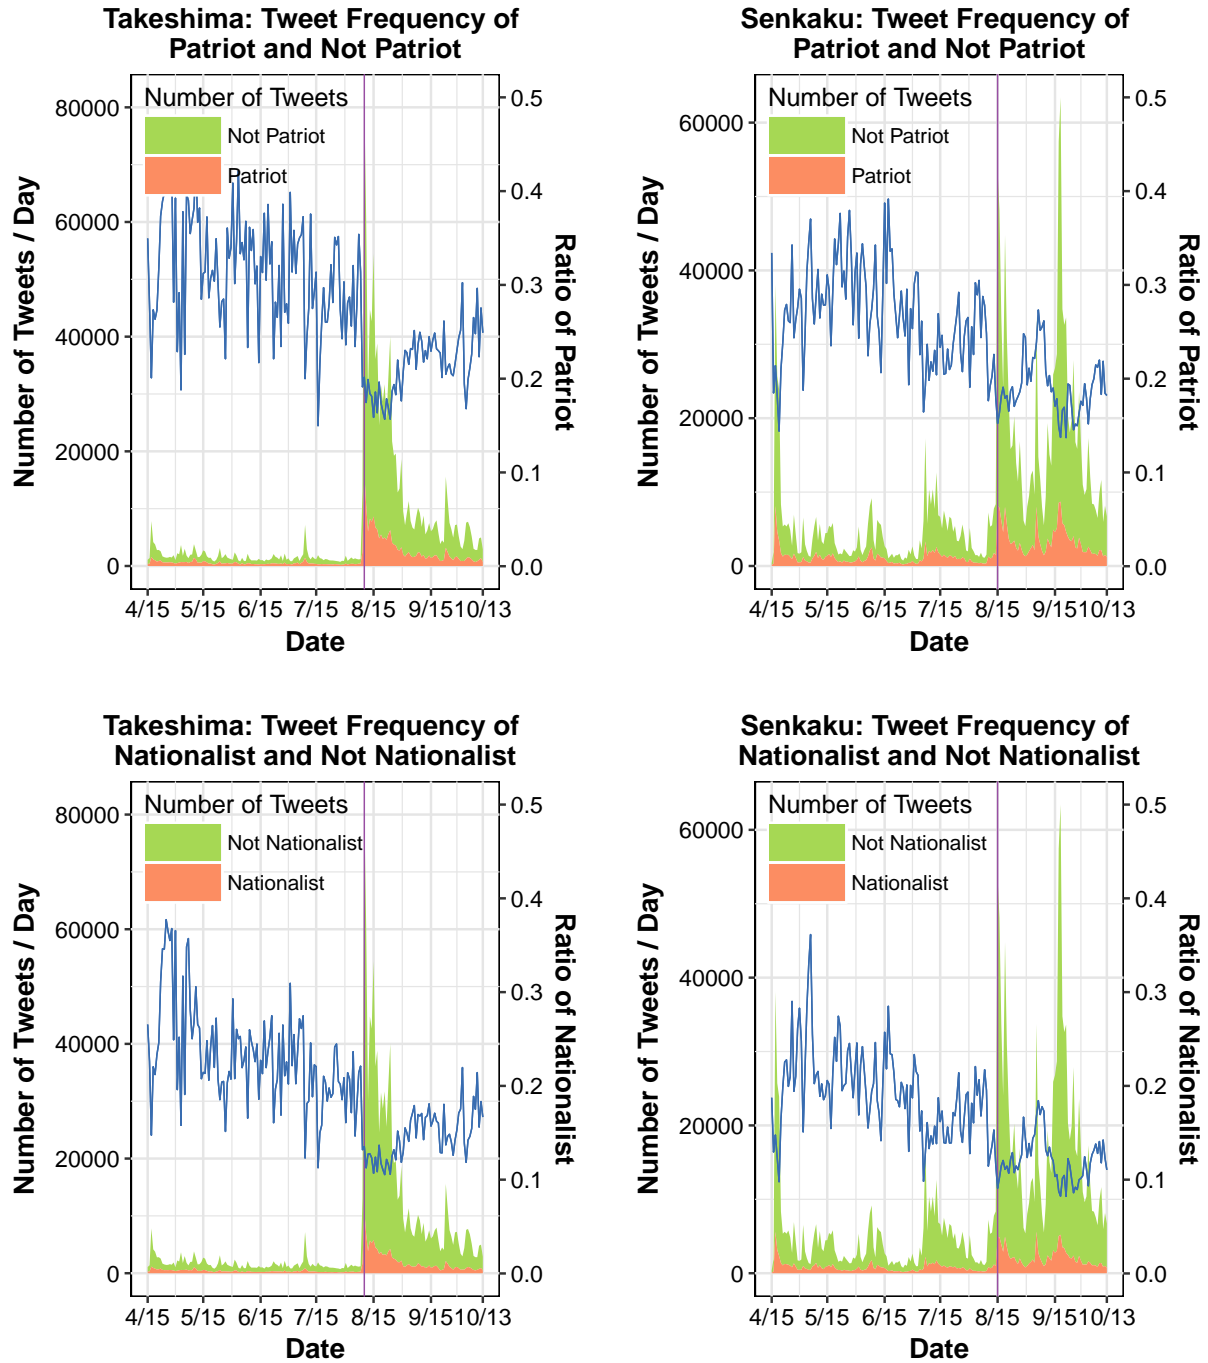 Takeshima: Tweet Frequency of
Patriot and Not Patriot
Number of Tweets
Not Patriot
Patriot
80000
60000
40000
20000
0
0.5
0.4
0.3
0.2
0.1
0.0
Number of Tweets / Day
Ratio of Patriot
4/15 5/15 6/15 7/15 8/15 9/15 10/13
Date
Senkaku: Tweet Frequency of
Patriot and Not Patriot
Number of Tweets
Not Patriot
Patriot
60000
40000
20000
0
0.5
0.4
0.3
0.2
0.1
0.0
Number of Tweets / Day
Ratio of Patriot
4/15 5/15 6/15 7/15 8/15 9/15 10/13
Date
Takeshima: Tweet Frequency of
Nationalist and Not Nationalist
Number of Tweets
Not Nationalist
Nationalist
80000
60000
40000
20000
0
0.5
0.4
0.3
0.2
0.1
0.0
Number of Tweets / Day
Ratio of Nationalist
4/15 5/15 6/15 7/15 8/15 9/15 10/13
Date
Senkaku: Tweet Frequency of
Nationalist and Not Nationalist
Number of Tweets
Not Nationalist
Nationalist
60000
40000
20000
0
0.5
0.4
0.3
0.2
0.1
0.0
Number of Tweets / Day
Ratio of Nationalist
4/15 5/15 6/15 7/15 8/15 9/15 10/13
Date